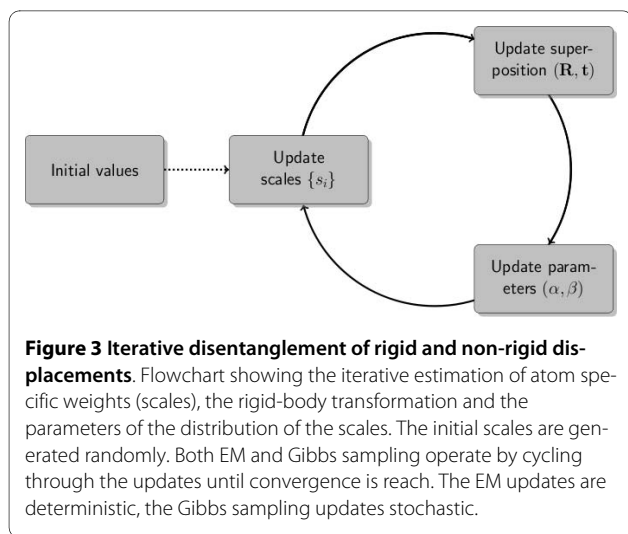 Update super-
position (R, t)
Initial values
Update
scales {s_i}
Update param-
eters (α, β)
Figure 3 Iterative disentanglement of rigid and non-rigid dis-
placements. Flowchart showing the iterative estimation of atom spe-
cific weights (scales), the rigid-body transformation and the
parameters of the distribution of the scales. The initial scales are gen-
erated randomly. Both EM and Gibbs sampling operate by cycling
through the updates until convergence is reach. The EM updates are
deterministic, the Gibbs sampling updates stochastic.